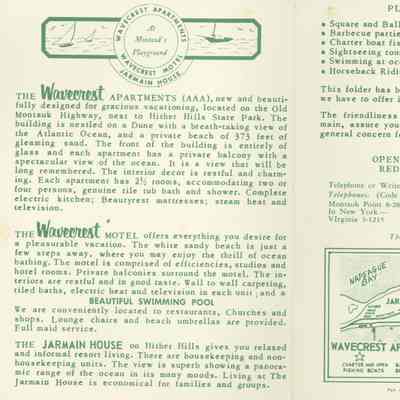 WAVECREST APARTMENTS
At
Montauk's
Playground
WAVECREST MOTEL
JARMAIN HOUSE
THE Wavecrest APARTMENTS (AAA), new and beauti-
fully designed for gracious vacationing, located on the Old
Montauk Highway, next to Hither Hills State Park. The
building is nestled on a Dune with a breath-taking view of
the Atlantic Ocean, and a private beach of 373 feet of
gleaming sand. The front of the building is entirely of
glass and each apartment has a private balcony with a
spectacular view of the ocean. It is a view that will be
long remembered. The interior decor is restful and charm-
ing. Each apartment has 2½ rooms, accommodating two or
four persons, genuine tile tub bath and shower. Complete
electric kitchen; Beautyrest mattresses; steam heat and
television.
THE Wavecrest MOTEL offers everything you desire for
a pleasurable vacation. The white sandy beach is just a
few steps away, where you may enjoy the thrill of ocean
bathing. The motel is comprised of efficiencies, studios and
hotel rooms. Private balconies surround the motel. The in-
teriors are restful and in good taste. Wall to wall carpeting,
tiled baths, electric heat and television in each unit and a
BEAUTIFUL SWIMMING POOL
We are conveniently located to restaurants, Churches and
shops. Lounge chairs and beach umbrellas are provided.
Full maid service.
THE JARMAIN HOUSE on Hither Hills gives you relaxed
and informal resort living. There are housekeeping and non-
housekeeping units. The view is superb showing a panora-
mic range of the ocean in its many moods. Living at The
Jarmain House is economical for families and groups.
PL
• Square and Ball
• Barbecue partie
• Charter boat fis
• Sightseeing tou
• Swimming at oc
• Horseback Ridi
This folder has b
we have to offer i
The friendliness
main, assure you
general concern f
OPEN
RED
Telephone or Write
Telephones: (Code
Montauk Point 8-28
In New York—
VIrginia 3-1215
Th
NAPEAGUE
BAY
JAR
WAVECREST AP
CHARTER AND OPEN
FISHING BOATS